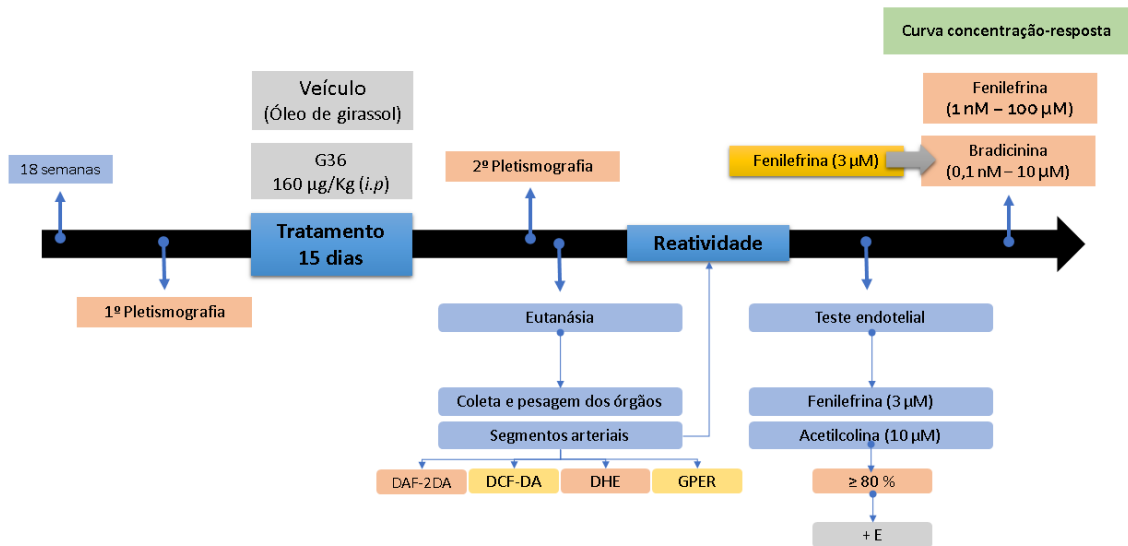 Curva concentração-resposta
Veículo
(Óleo de girassol)
Fenilefrina
(1 nM – 100 µM)
18 semanas
G36
160 µg/Kg (i.p)
2º Pletismografia
Fenilefrina (3 µM)
Bradicinina
(0,1 nM – 10 µM)
Tratamento
15 dias
Reatividade
1º Pletismografia
Eutanásia
Teste endotelial
Coleta e pesagem dos órgãos
Fenilefrina (3 µM)
Segmentos arteriais
Acetilcolina (10 µM)
DAF-2DA
DCF-DA
DHE
GPER
≥ 80 %
+ E